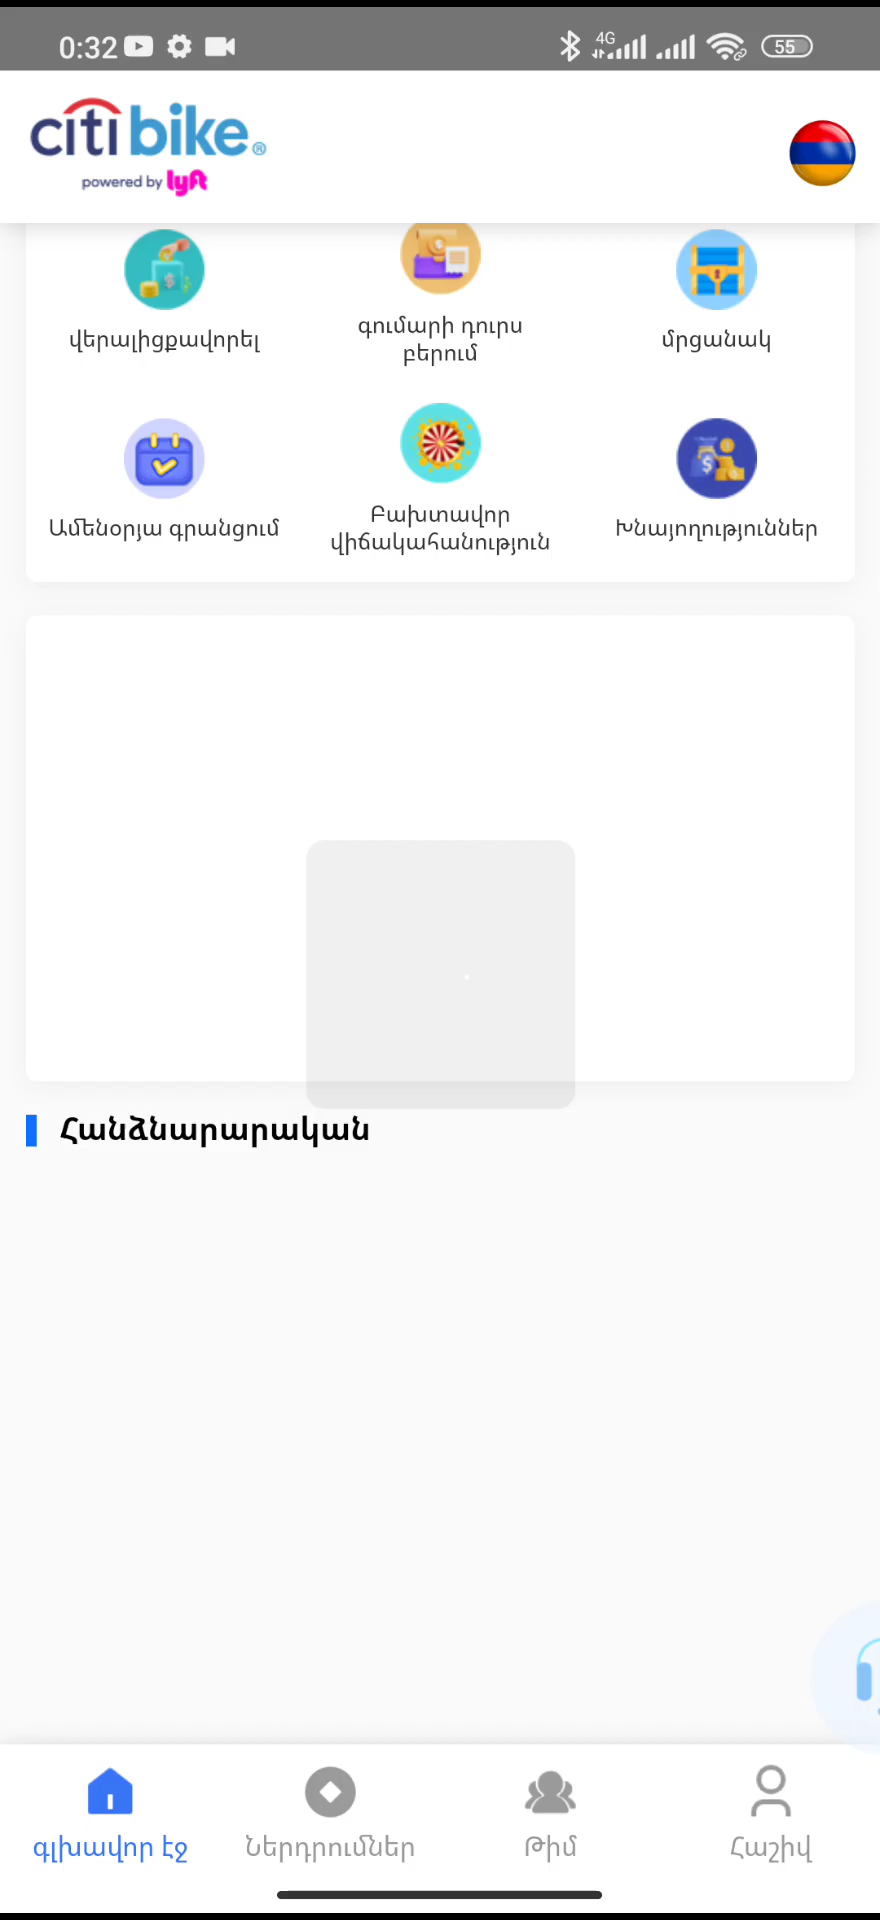 0:32
4G
55
citi bike®
powered by lyft
վերալիցքավորել
գումարի դուրս
բերում
մրցանակ
Ամենօրյա գրանցում
Բախտավոր
վիճակահանություն
Խնայողություններ
Հանձնարարական
գլխավոր էջ
Ներդրումներ
Թիմ
Հաշիվ